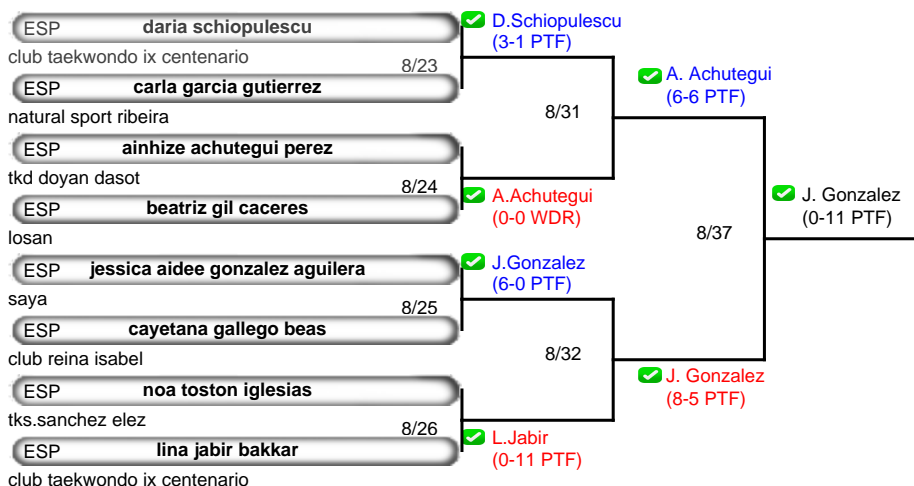 ESP daria schiopulescu
club taekwondo ix centenario
8/23
ESP carla garcia gutierrez
natural sport ribeira
ESP ainhize achutegui perez
tkd doyan dasot
8/24
ESP beatriz gil caceres
losan
ESP jessica aidee gonzalez aguilera
saya
8/25
ESP cayetana gallego beas
club reina isabel
ESP noa toston iglesias
tks.sanchez elez
8/26
ESP lina jabir bakkar
club taekwondo ix centenario
D.Schiopulescu
(3-1 PTF)
8/31
A.Achutegui
(0-0 WDR)
J.Gonzalez
(6-0 PTF)
8/32
L.Jabir
(0-11 PTF)
A. Achutegui
(6-6 PTF)
8/37
J. Gonzalez
(8-5 PTF)
J. Gonzalez
(0-11 PTF)